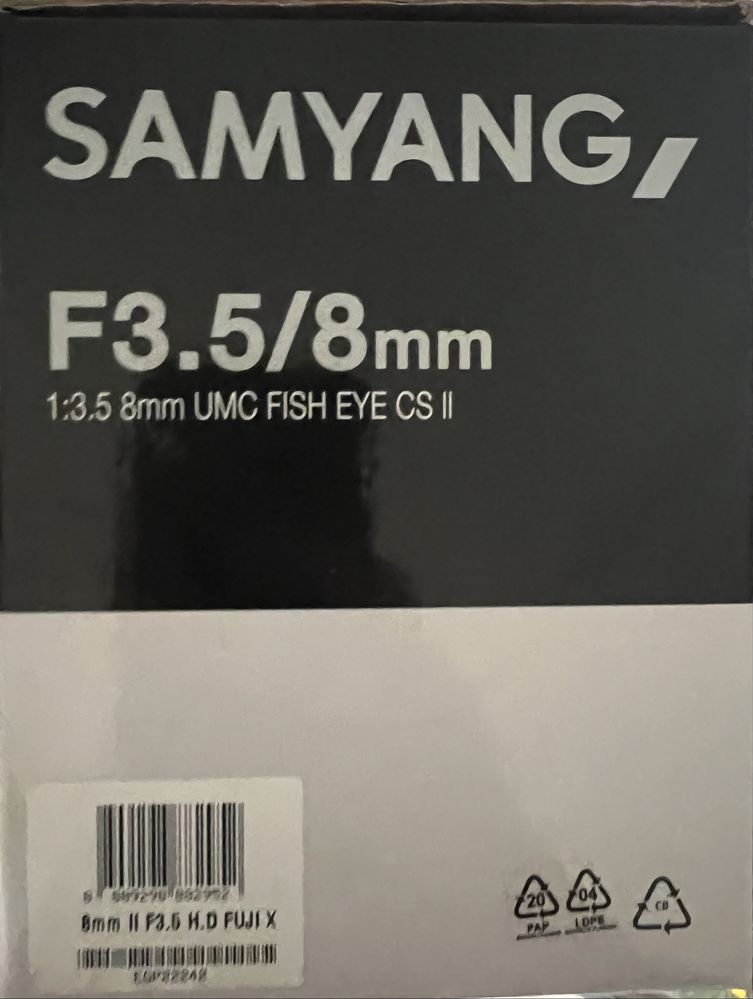 SAMYANG
F3.5/8mm
1:3.5 8mm UMC FISH EYE CS II
8mm II F3.5 H.D FUJI X
20
PAP
04
LDPE